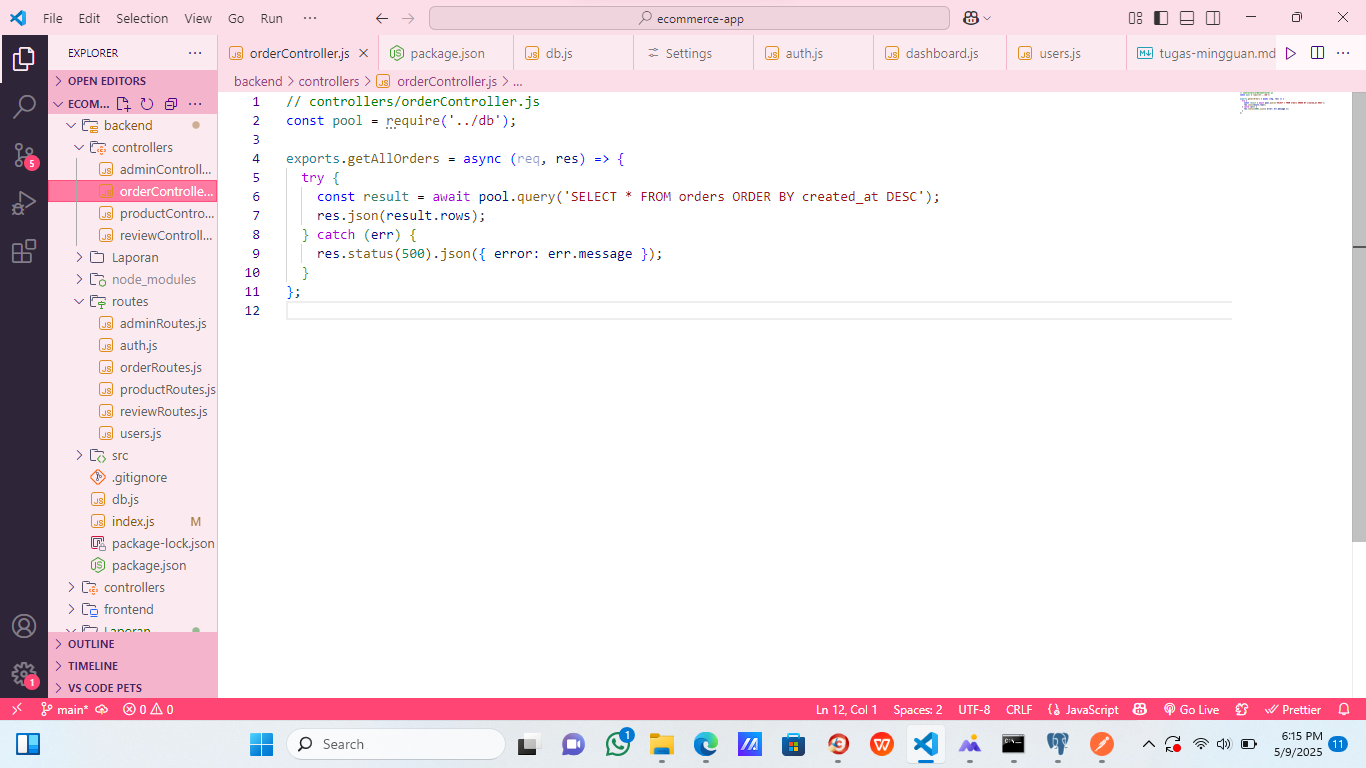 File Edit Selection View Go Run ··· ecommerce-app
EXPLORER ···
orderController.js package.json db.js Settings auth.js dashboard.js users.js tugas-mingguan.md ···
OPEN EDITORS
backend > controllers > orderController.js > ...
ECOM... ···
backend
controllers
adminControll...
orderControlle...
productContro...
reviewControll...
Laporan
node_modules
routes
adminRoutes.js
auth.js
orderRoutes.js
productRoutes.js
reviewRoutes.js
users.js
src
.gitignore
db.js
index.js M
package-lock.json
package.json
controllers
frontend
Laporan
OUTLINE
TIMELINE
VS CODE PETS
5
1
1 // controllers/orderController.js
2 const pool = require('../db');
3
4 exports.getAllOrders = async (req, res) => {
5 try {
6 const result = await pool.query('SELECT * FROM orders ORDER BY created_at DESC');
7 res.json(result.rows);
8 } catch (err) {
9 res.status(500).json({ error: err.message });
10 }
11 };
12
main* 0 0 Ln 12, Col 1 Spaces: 2 UTF-8 CRLF JavaScript Go Live Prettier
Search 1 6:15 PM 11
5/9/2025